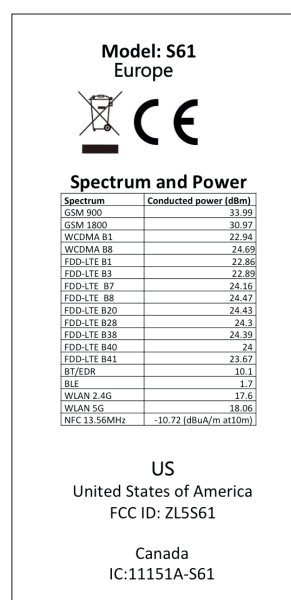 Model: S61
Europe
CE
Spectrum and Power
Spectrum Conducted power (dBm)
GSM 900 33.99
GSM 1800 30.97
WCDMA B1 22.94
WCDMA B8 24.69
FDD-LTE B1 22.86
FDD-LTE B3 22.89
FDD-LTE B7 24.16
FDD-LTE B8 24.47
FDD-LTE B20 24.43
FDD-LTE B28 24.3
FDD-LTE B38 24.39
FDD-LTE B40 24
FDD-LTE B41 23.67
BT/EDR 10.1
BLE 1.7
WLAN 2.4G 17.6
WLAN 5G 18.06
NFC 13.56MHz -10.72 (dBuA/m at10m)
US
United States of America
FCC ID: ZL5S61
Canada
IC:11151A-S61